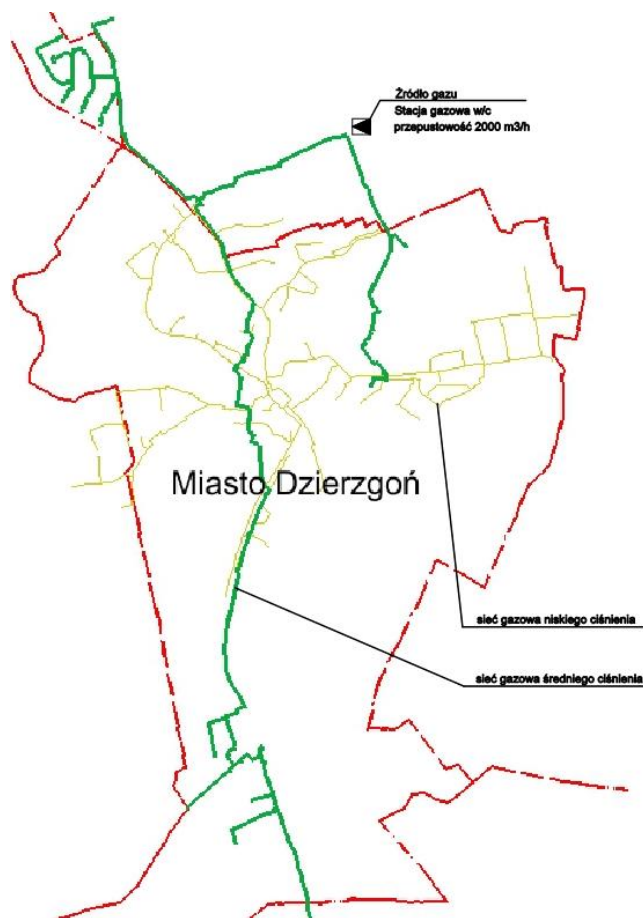 Źródło gazu
Stacja gazowa w/c
przepustowość 2000 m3/h
Miasto Dzierzgoń
sieć gazowa niskiego ciśnienia
sieć gazowa średniego ciśnienia